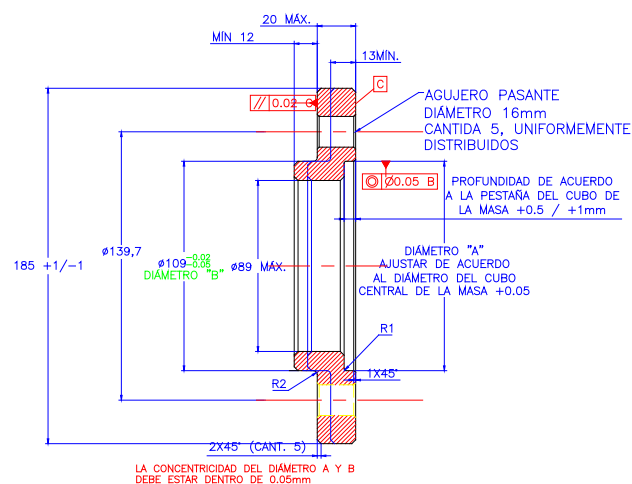 20 MÁX.
MÍN 12
13MÍN.
C
// 0.02 C
AGUJERO PASANTE
DIÁMETRO 16mm
CANTIDA 5, UNIFORMEMENTE
DISTRIBUIDOS
◎ Ø0.05 B
PROFUNDIDAD DE ACUERDO
A LA PESTAÑA DEL CUBO DE
LA MASA +0.5 / +1mm
ø139,7
185 +1/-1
ø109 -0.02 -0.05
DIÁMETRO "B"
ø89 MÁX.
DIÁMETRO "A"
AJUSTAR DE ACUERDO
AL DIÁMETRO DEL CUBO
CENTRAL DE LA MASA +0.05
R1
R2
1X45°
2X45° (CANT. 5)
LA CONCENTRICIDAD DEL DIÁMETRO A Y B
DEBE ESTAR DENTRO DE 0.05mm